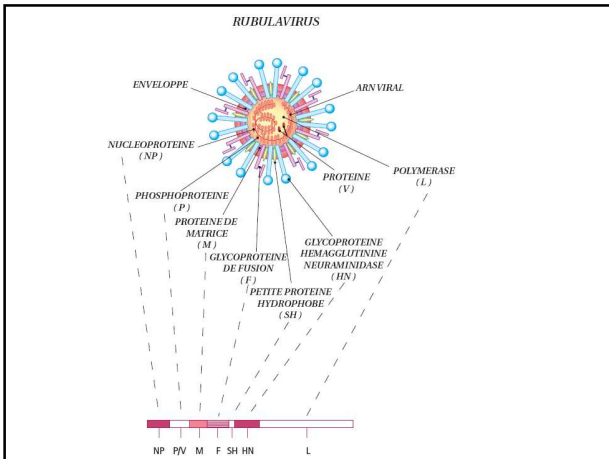 RUBULAVIRUS
ENVELOPPE
ARN VIRAL
NUCLEOPROTEINE
( NP )
POLYMERASE
( L )
PROTEINE
( V )
PHOSPHOPROTEINE
( P )
PROTEINE DE
MATRICE
( M )
GLYCOPROTEINE
DE FUSION
( F )
GLYCOPROTEINE
HEMAGGLUTININE
NEURAMINIDASE
( HN )
PETITE PROTEINE
HYDROPHOBE
( SH )
NP P/V M F SH HN L